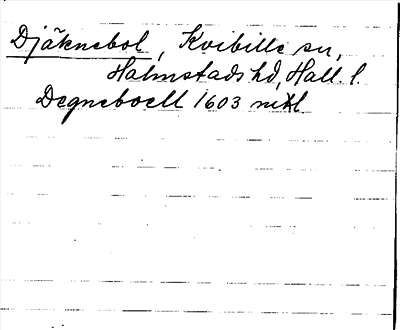 Djäknebol, Kvibille sn,
Halmstads hd, Hall. l.
Degneboell 1603 mtl